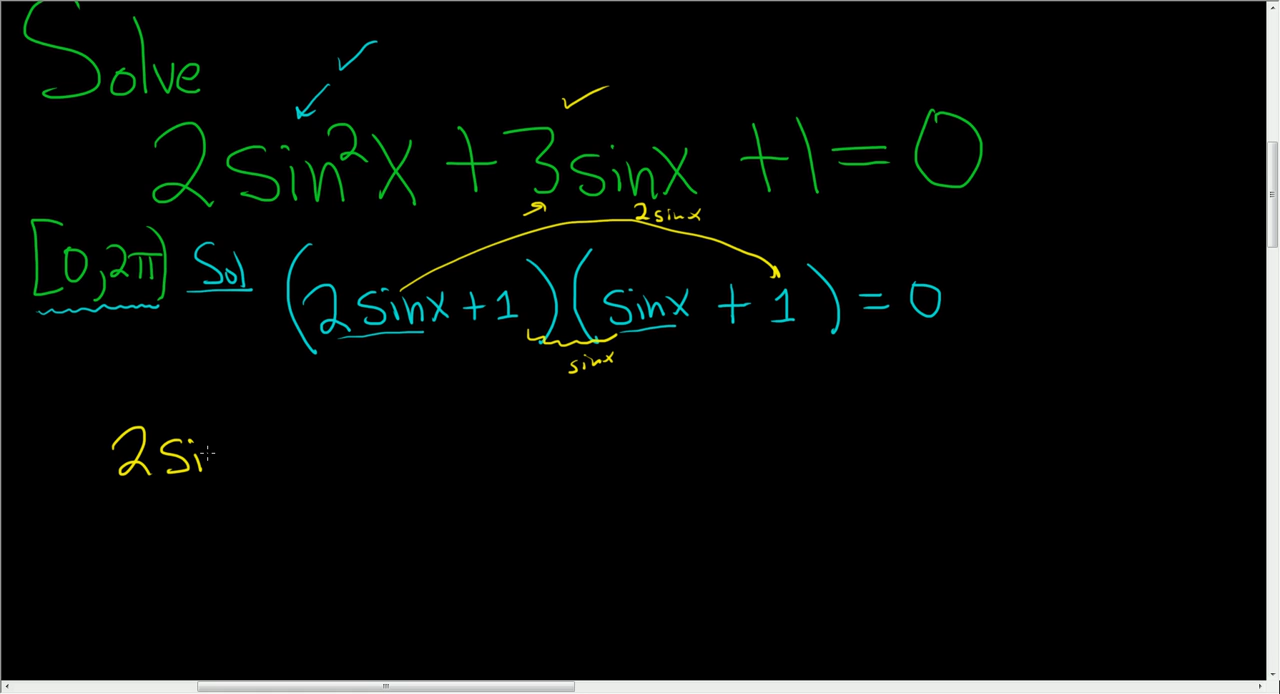 Solve
2sin²x + 3sinx + 1 = 0
2sinx
[0, 2π) Sol (2sinx + 1)(sinx + 1) = 0
sinx
2si